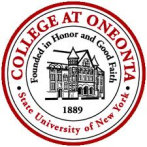 COLLEGE AT ONEONTA
Founded in Honor and Good Faith
1889
State University of New York